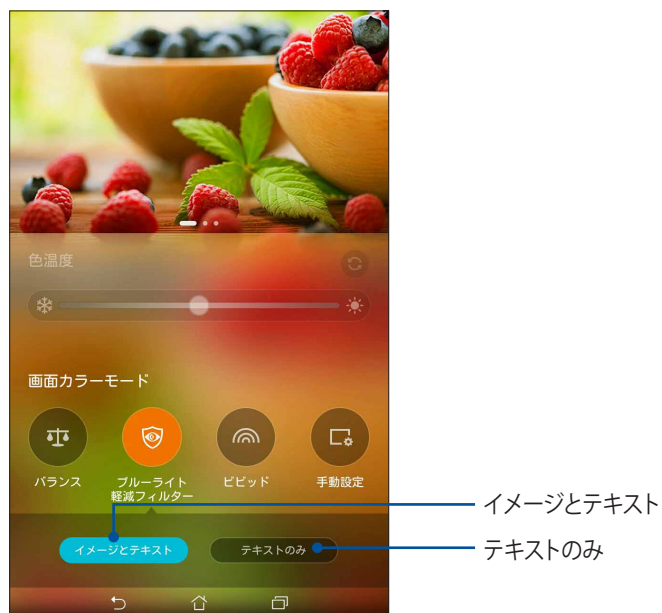 色温度
画面カラーモード
バランス
ブルーライト
軽減フィルター
ビビッド
手動設定
イメージとテキスト
テキストのみ
イメージとテキスト
テキストのみ